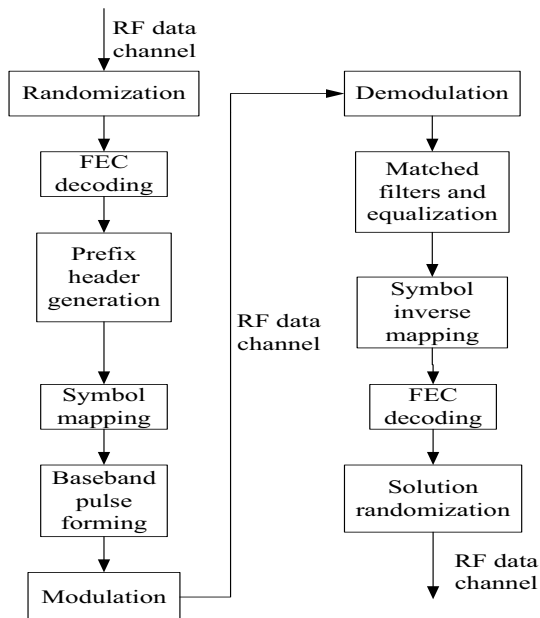 RF data
channel
Randomization
FEC
decoding
Prefix
header
generation
Symbol
mapping
Baseband
pulse
forming
Modulation
RF data
channel
Demodulation
Matched
filters and
equalization
Symbol
inverse
mapping
FEC
decoding
Solution
randomization
RF data
channel